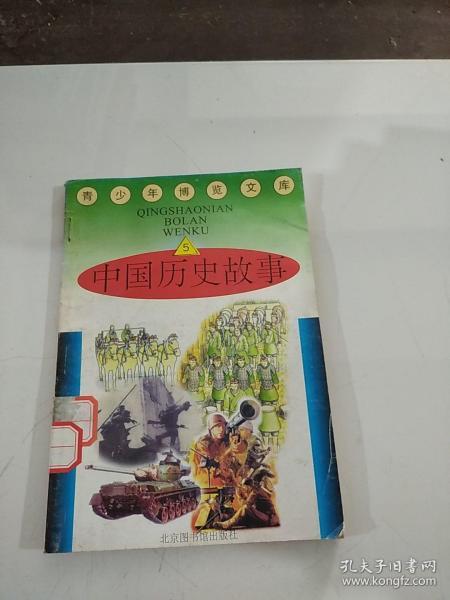 青少年博览文库
QINGSHAONIAN
BOLAN
WENKU
5
中国历史故事
北京图书馆出版社
孔夫子旧书网
www.kongfz.com